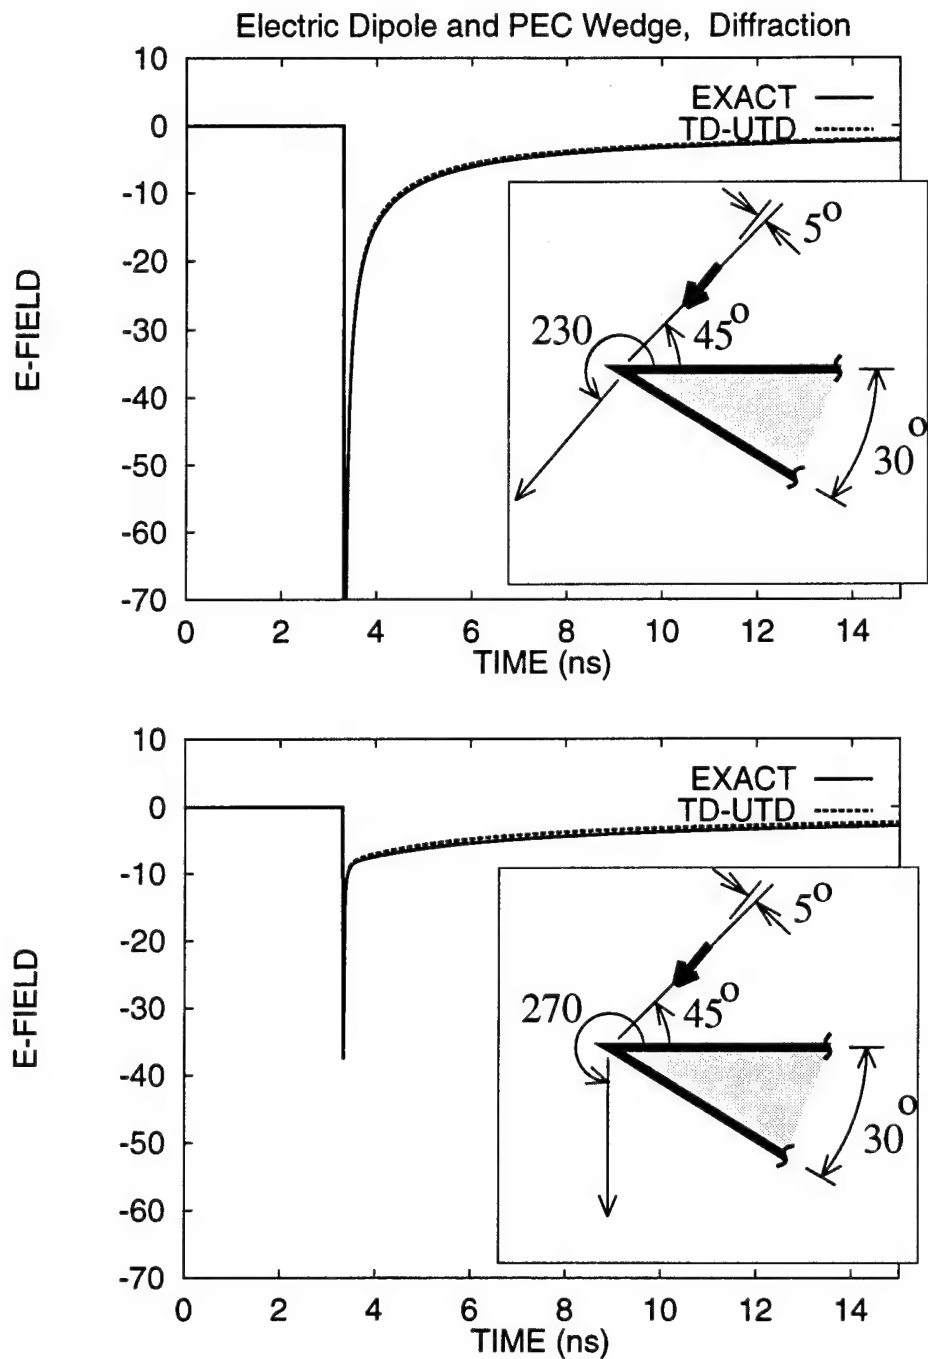 Electric Dipole and PEC Wedge, Diffraction
10
0
-10
-20
-30
-40
-50
-60
-70
E-FIELD
EXACT
TD-UTD
5°
230
45°
30°
0 2 4 6 8 10 12 14
TIME (ns)
10
0
-10
-20
-30
-40
-50
-60
-70
E-FIELD
EXACT
TD-UTD
5°
270
45°
30°
0 2 4 6 8 10 12 14
TIME (ns)